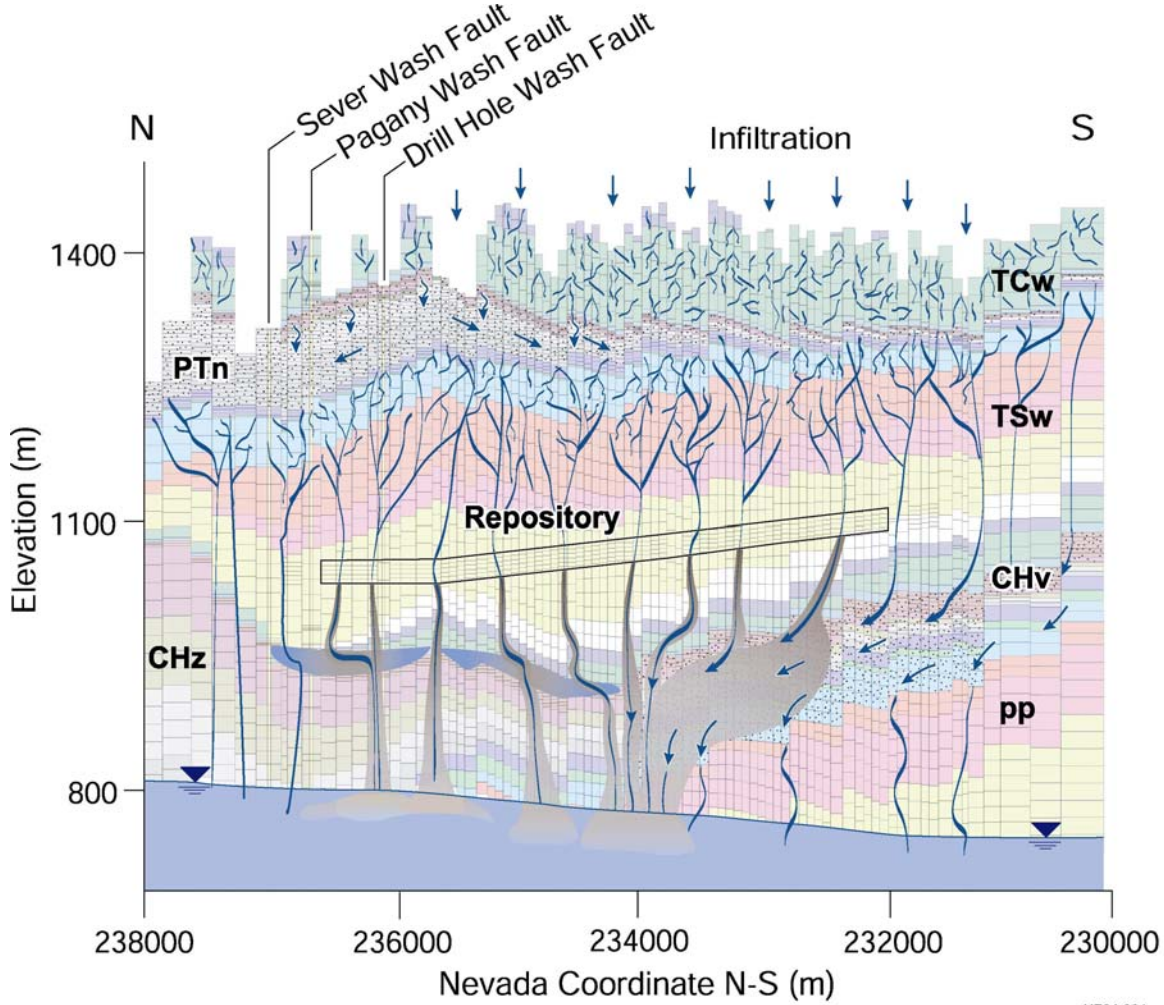 Sever Wash Fault
Pagany Wash Fault
Drill Hole Wash Fault
N
Infiltration
S
1400
TCw
PTn
TSw
Elevation (m)
1100
Repository
CHv
CHz
pp
800
238000
236000
234000
232000
230000
Nevada Coordinate N-S (m)